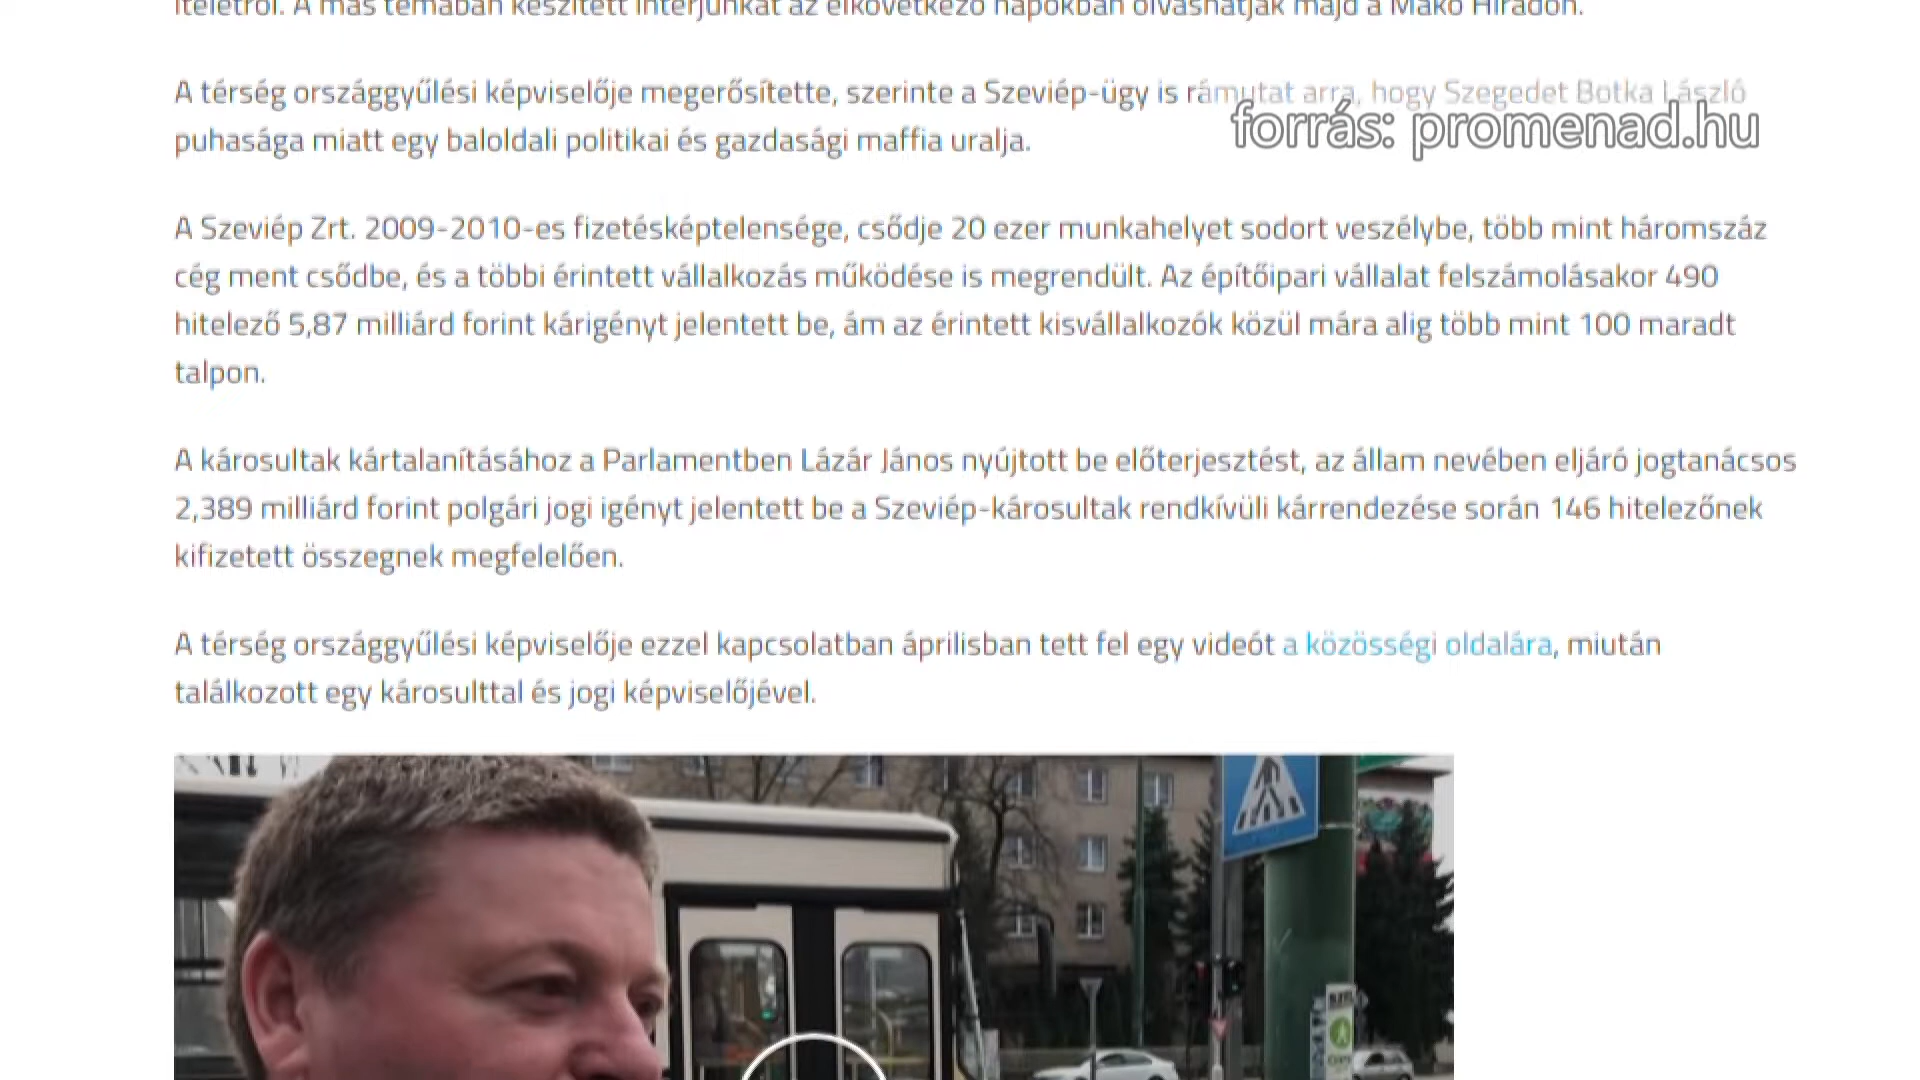 ítéletről. A más témában készített interjúnkat az elkövetkező napokban olvashatják majd a Makó Híradón.
A térség országgyűlési képviselője megerősítette, szerinte a Szeviép-ügy is rámutat arra, hogy Szegedet Botka László
puhasága miatt egy baloldali politikai és gazdasági maffia uralja.
forrás: promenad.hu
A Szeviép Zrt. 2009-2010-es fizetésképtelensége, csődje 20 ezer munkahelyet sodort veszélybe, több mint háromszáz
cég ment csődbe, és a többi érintett vállalkozás működése is megrendült. Az építőipari vállalat felszámolásakor 490
hitelező 5,87 milliárd forint kárigényt jelentett be, ám az érintett kisvállalkozók közül mára alig több mint 100 maradt
talpon.
A károsultak kártalanításához a Parlamentben Lázár János nyújtott be előterjesztést, az állam nevében eljáró jogtanácsos
2,389 milliárd forint polgári jogi igényt jelentett be a Szeviép-károsultak rendkívüli kárrendezése során 146 hitelezőnek
kifizetett összegnek megfelelően.
A térség országgyűlési képviselője ezzel kapcsolatban áprilisban tett fel egy videót a közösségi oldalára, miután
találkozott egy károsulttal és jogi képviselőjével.